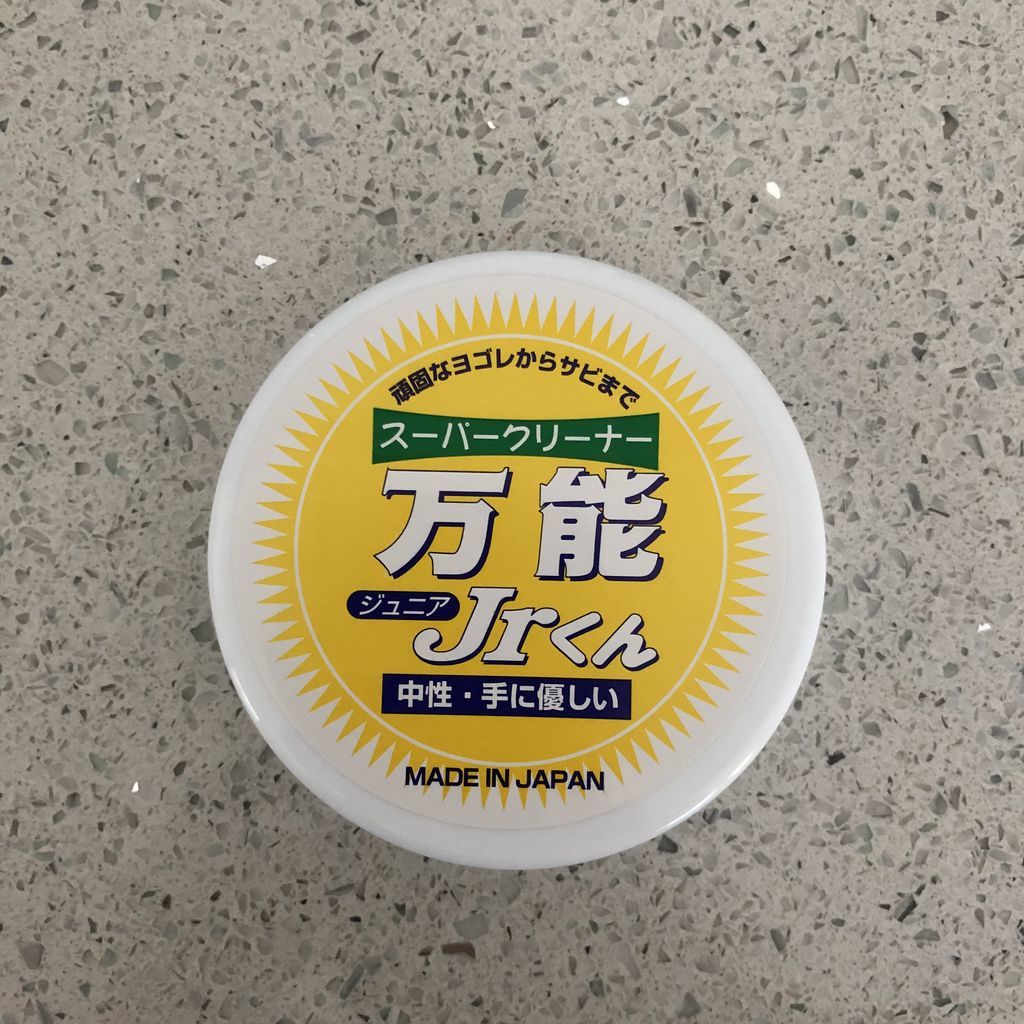 頑固なヨゴレからサビまで
スーパークリーナー
万能
ジュニア
Jrくん
中性・手に優しい
MADE IN JAPAN